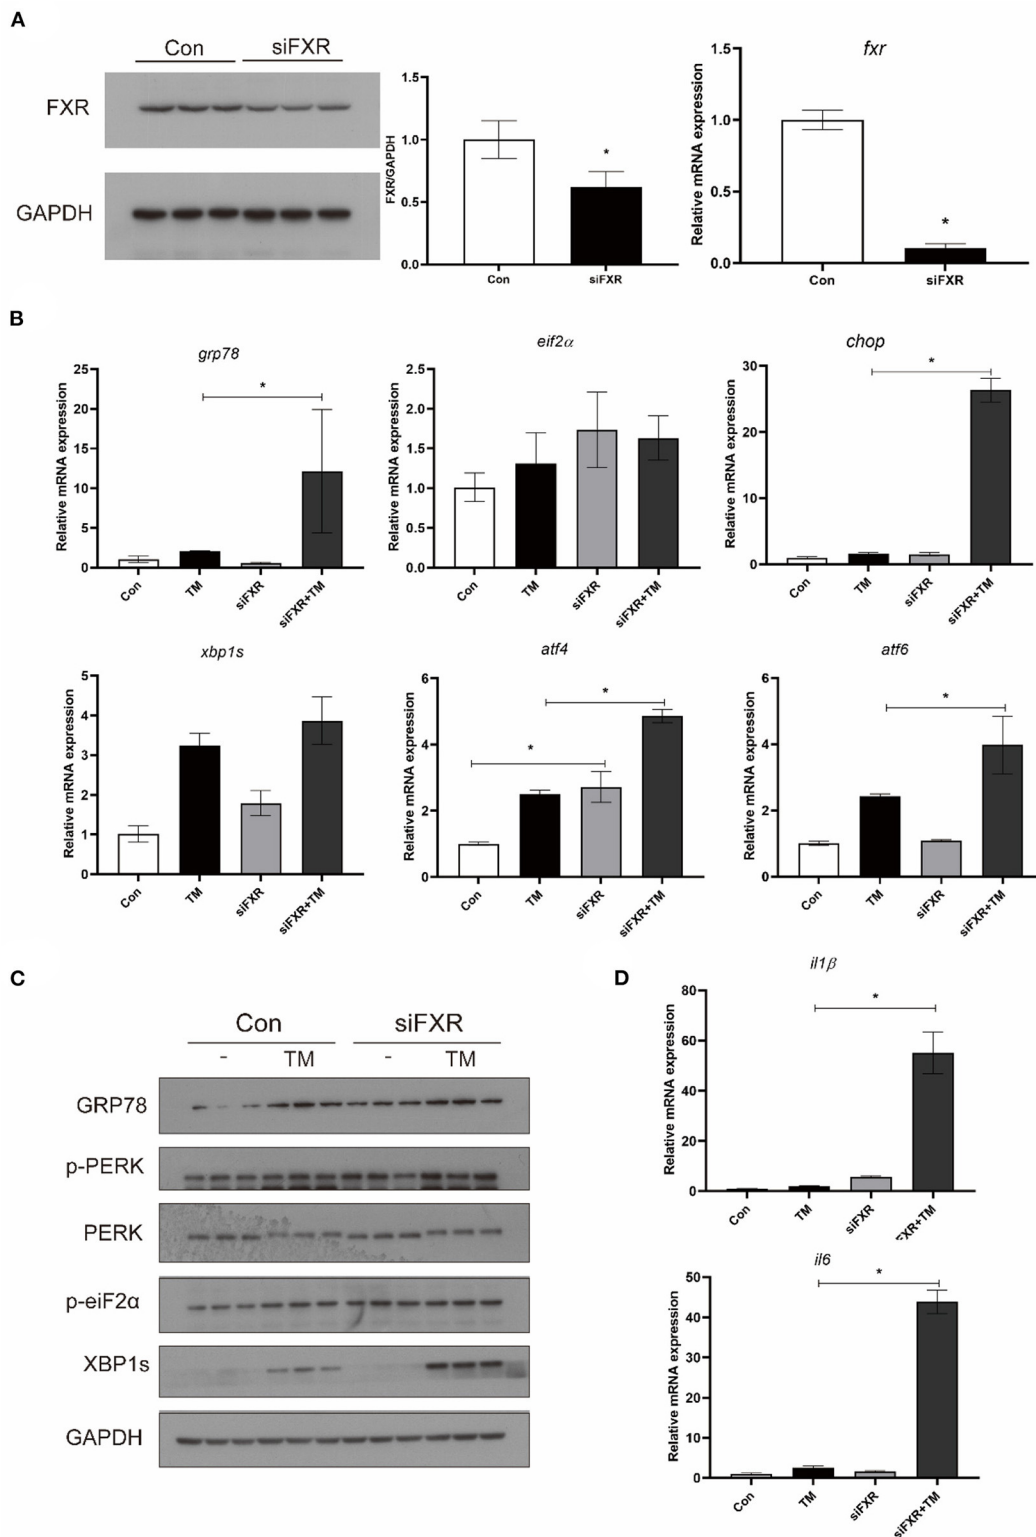 A
Con siFXR
FXR
GAPDH
FXR/GAPDH
1.5
1.0
0.5
0.0
*
Con siFXR
fxr
Relative mRNA expression
1.5
1.0
0.5
0.0
*
Con siFXR
B
grp78
Relative mRNA expression
25
20
15
10
5
0
*
Con TM siFXR siFXR+TM
eif2α
Relative mRNA expression
2.5
2.0
1.5
1.0
0.5
0.0
Con TM siFXR siFXR+TM
chop
Relative mRNA expression
30
20
10
0
*
Con TM siFXR siFXR+TM
xbp1s
Relative mRNA expression
5
4
3
2
1
0
Con TM siFXR siFXR+TM
atf4
Relative mRNA expression
6
4
2
0
*
*
Con TM siFXR siFXR+TM
atf6
Relative mRNA expression
6
4
2
0
*
Con TM siFXR siFXR+TM
C
Con siFXR
- TM - TM
GRP78
p-PERK
PERK
p-eiF2α
XBP1s
GAPDH
D
il1β
Relative mRNA expression
80
60
40
20
0
*
Con TM siFXR FXR+TM
il6
Relative mRNA expression
50
40
30
20
10
0
*
Con TM siFXR siFXR+TM